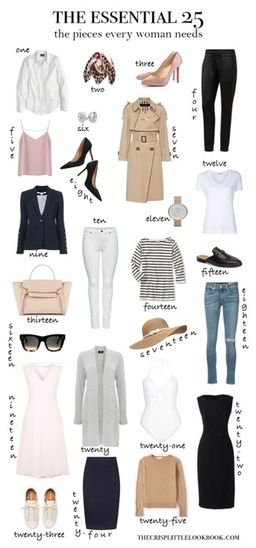 THE ESSENTIAL 25
the pieces every woman needs
one
two
three
four
five
six
seven
eight
twelve
nine
ten
eleven
thirteen
fourteen
fifteen
sixteen
seventeen
eighteen
nineteen
twenty
twenty-one
twenty-two
twenty-three
twenty-four
twenty-five
THECRISPLITTLELOOKBOOK.COM